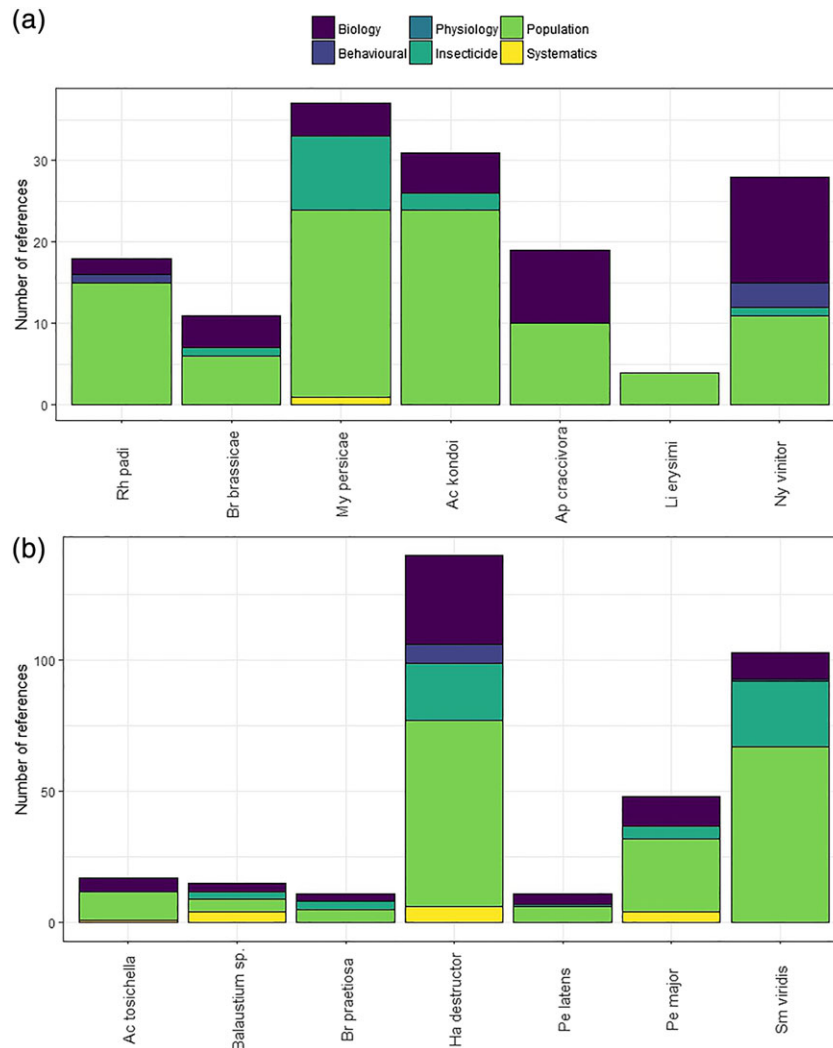 (a)
Biology Physiology Population
Behavioural Insecticide Systematics
Number of references
30
20
10
0
Rh padi
Br brassicae
My persicae
Ac kondoi
Ap craccivora
Li erysimi
Ny vinitor
(b)
Number of references
100
50
0
Ac tosichella
Balaustium sp.
Br praetiosa
Ha destructor
Pe latens
Pe major
Sm viridis